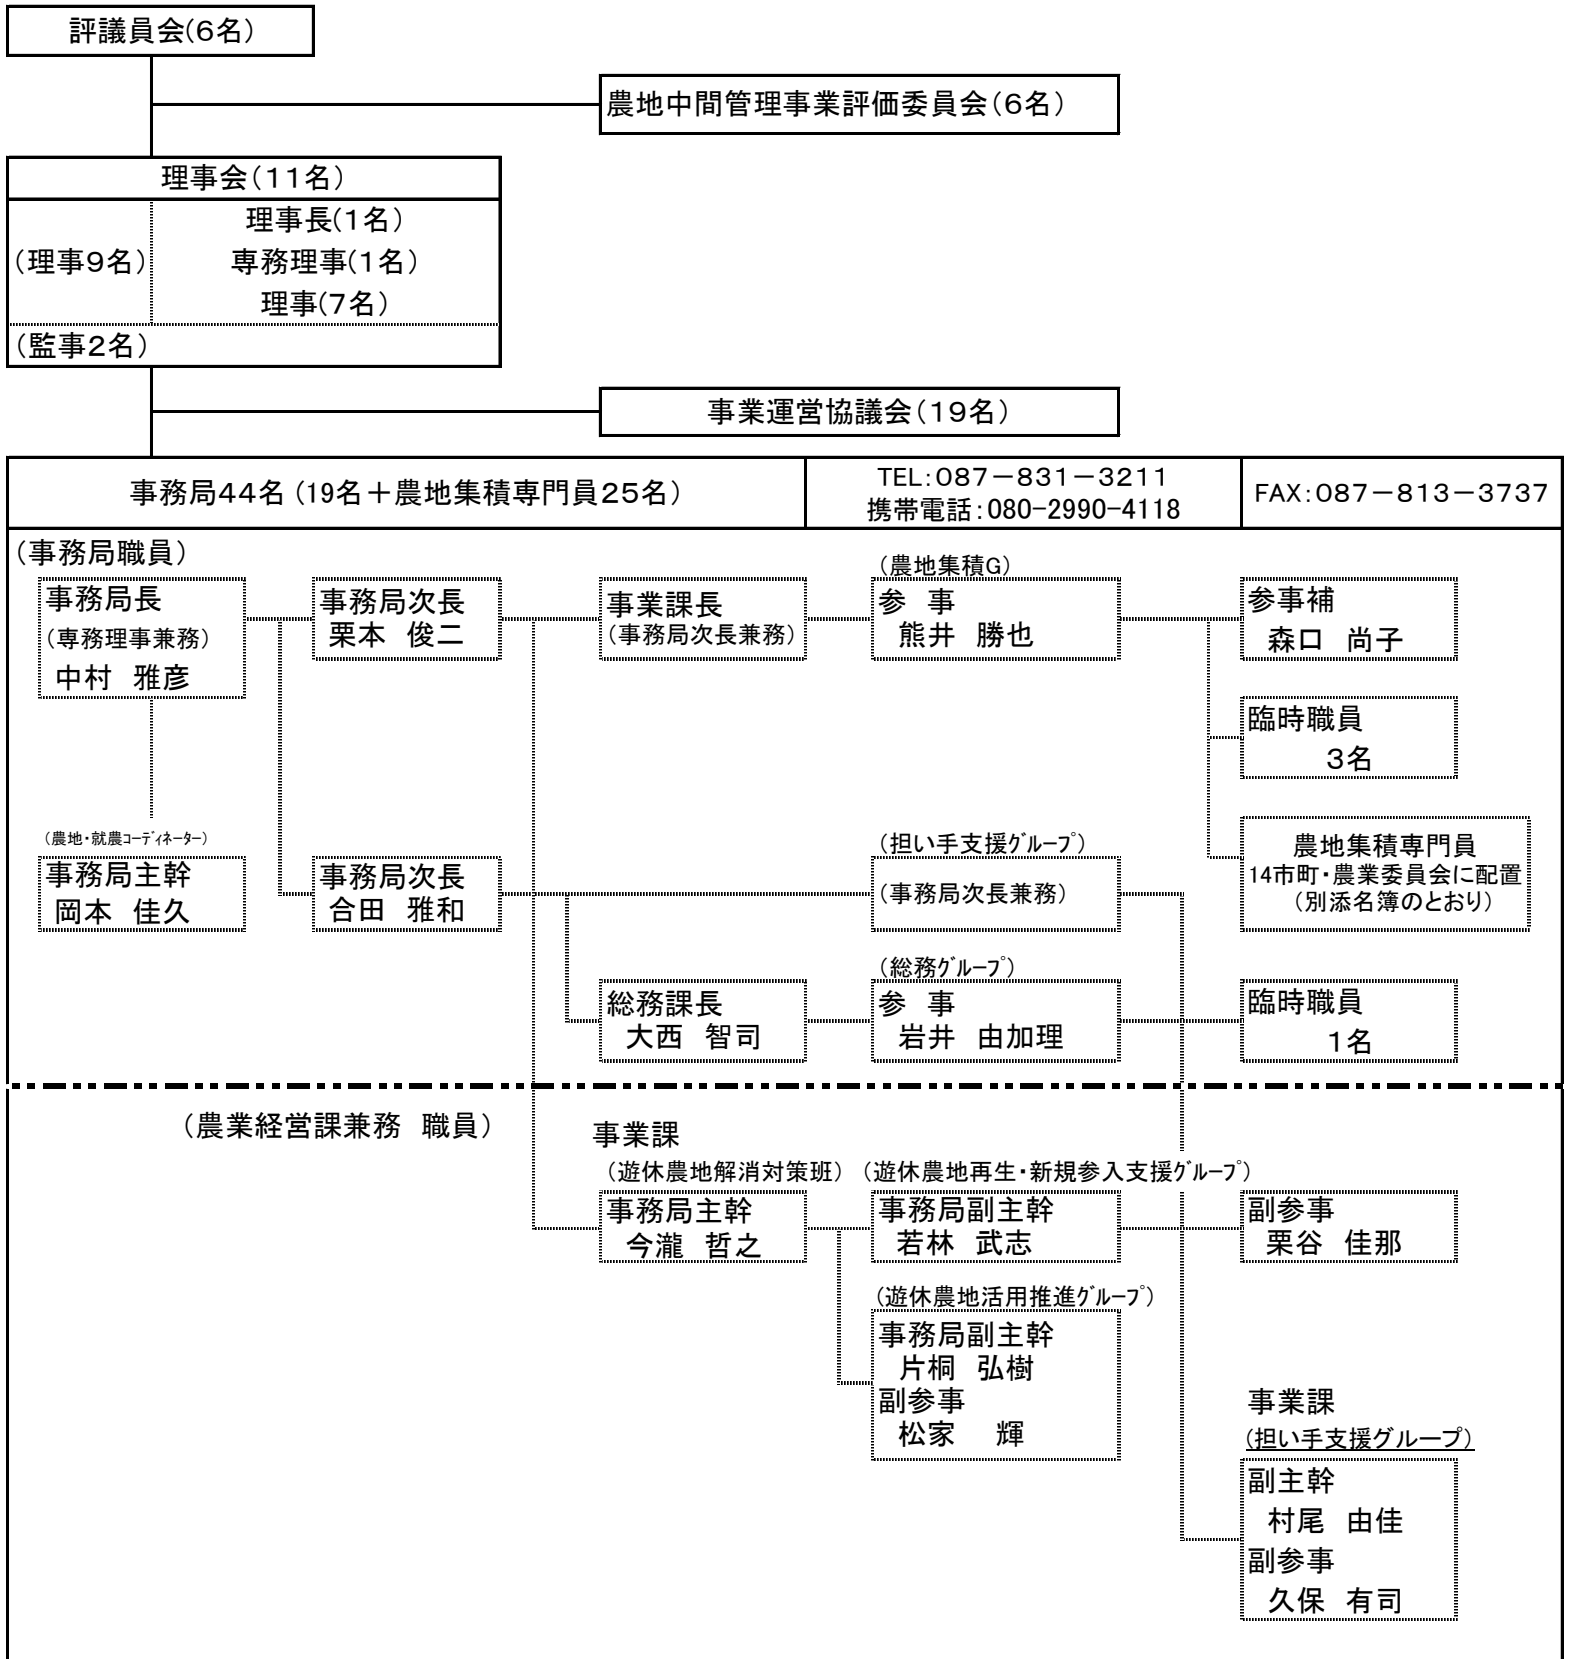 評議員会(6名)
農地中間管理事業評価委員会(6名)
理事会(11名)
(理事9名)
理事長(1名)
専務理事(1名)
理事(7名)
(監事2名)
事業運営協議会(19名)
事務局44名(19名+農地集積専門員25名)
TEL:087-831-3211
携帯電話:080-2990-4118
FAX:087-813-3737
(事務局職員)
事務局長
(専務理事兼務)
中村 雅彦
事務局次長
栗本 俊二
事業課長
(事務局次長兼務)
(農地集積G)
参 事
熊井 勝也
参事補
森口 尚子
臨時職員
3名
農地集積専門員
14市町・農業委員会に配置
(別添名簿のとおり)
(農地・就農コーディネーター)
事務局主幹
岡本 佳久
事務局次長
合田 雅和
(担い手支援グループ)
(事務局次長兼務)
総務課長
大西 智司
(総務グループ)
参 事
岩井 由加理
臨時職員
1名
(農業経営課兼務 職員)
事業課
(遊休農地解消対策班)
事務局主幹
今瀧 哲之
(遊休農地再生・新規参入支援グループ)
事務局副主幹
若林 武志
副参事
栗谷 佳那
(遊休農地活用推進グループ)
事務局副主幹
片桐 弘樹
副参事
松家 輝
事業課
(担い手支援グループ)
副主幹
村尾 由佳
副参事
久保 有司